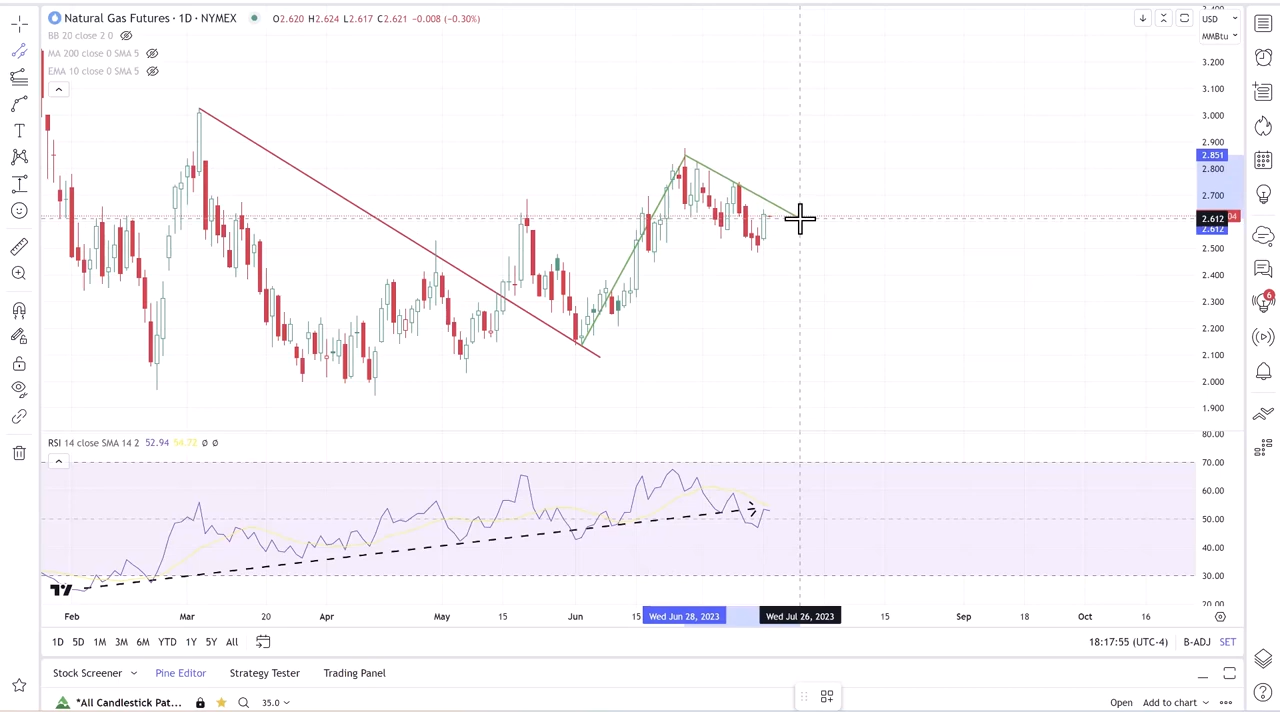 Natural Gas Futures · 1D · NYMEX O2.620 H2.624 L2.617 C2.621 −0.008 (−0.30%)
BB 20 close 2 0
MA 200 close 0 SMA 5
EMA 10 close 0 SMA 5
USD
MMBtu
3.200
3.100
3.000
2.900
2.851
2.800
2.700
2.612
04
2.612
2.500
2.400
2.300
2.200
2.100
2.000
1.900
RSI 14 close SMA 14 2 52.94 54.72 Ø Ø
80.00
70.00
60.00
50.00
40.00
30.00
20.00
6
Feb Mar 20 Apr May 15 Jun 15 Wed Jun 28, 2023 Wed Jul 26, 2023 15 Sep 18 Oct 16
1D 5D 1M 3M 6M YTD 1Y 5Y All 18:17:55 (UTC-4) B-ADJ SET
Stock Screener Pine Editor Strategy Tester Trading Panel
*All Candlestick Pat... 35.0 Open Add to chart